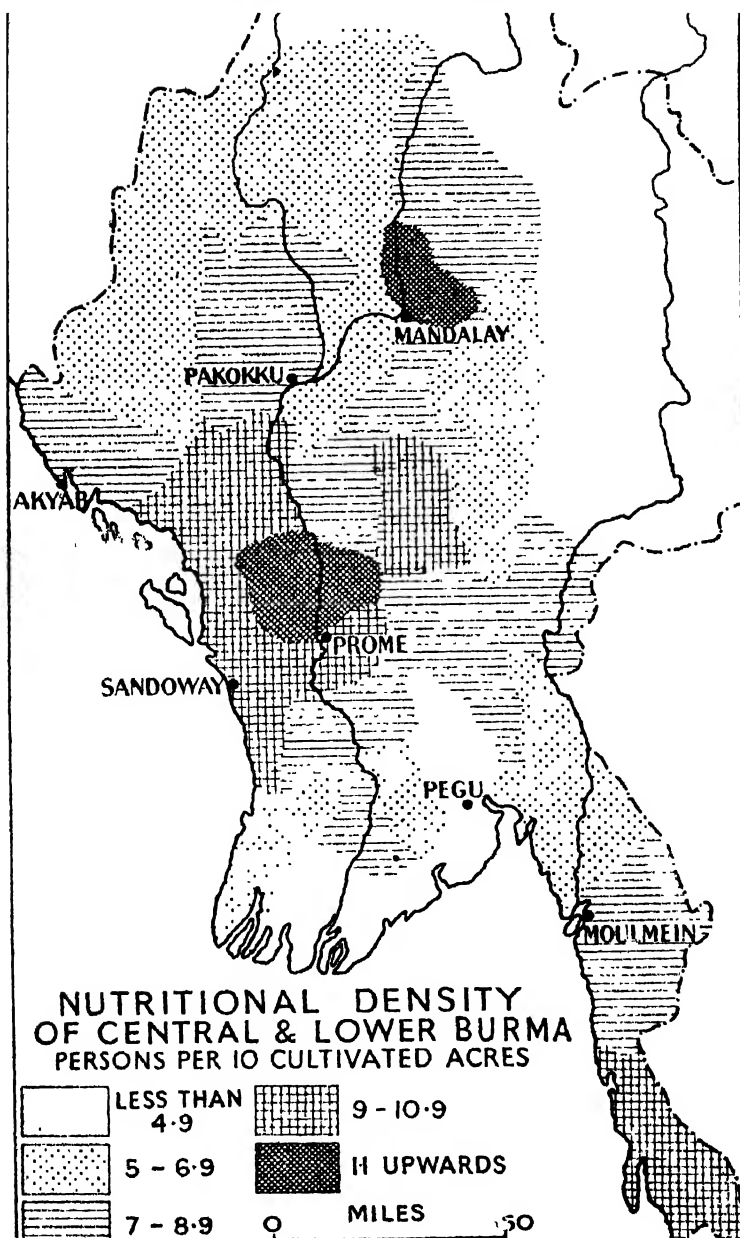 MANDALAY
PAKOKKU
AKYAB
PROME
SANDOWAY
PEGU
MOULMEIN
NUTRITIONAL DENSITY
OF CENTRAL & LOWER BURMA
PERSONS PER 10 CULTIVATED ACRES
LESS THAN
4·9
9-10·9
5-6·9
11 UPWARDS
7-8·9
MILES
0 50